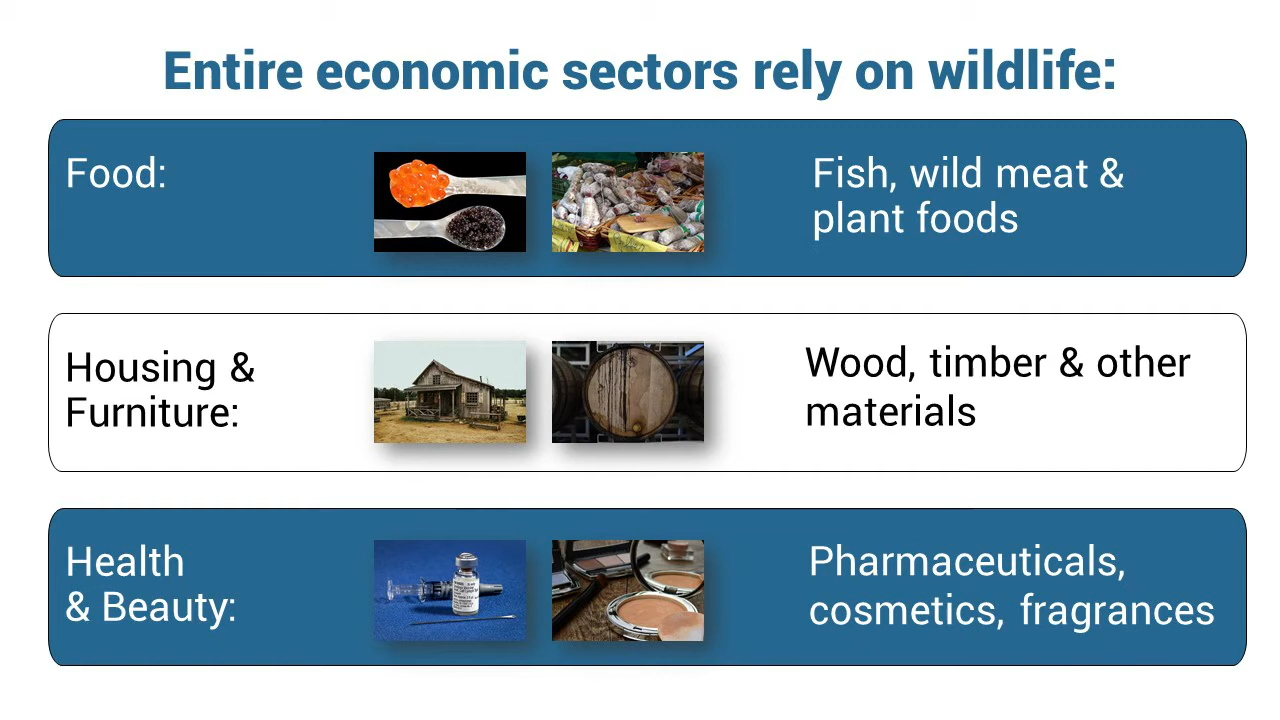 Entire economic sectors rely on wildlife:
Food:
Fish, wild meat &
plant foods
Housing &
Furniture:
Wood, timber & other
materials
Health
& Beauty:
Pharmaceuticals,
cosmetics, fragrances